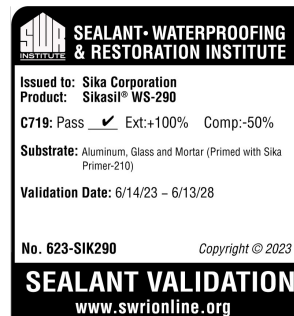 SWR
INSTITUTE
SEALANT • WATERPROOFING
& RESTORATION INSTITUTE
Issued to: Sika Corporation
Product: Sikasil® WS-290
C719: Pass ✔ Ext:+100% Comp:-50%
Substrate: Aluminum, Glass and Mortar (Primed with Sika
Primer-210)
Validation Date: 6/14/23 – 6/13/28
No. 623-SIK290 Copyright © 2023
SEALANT VALIDATION
www.swrionline.org